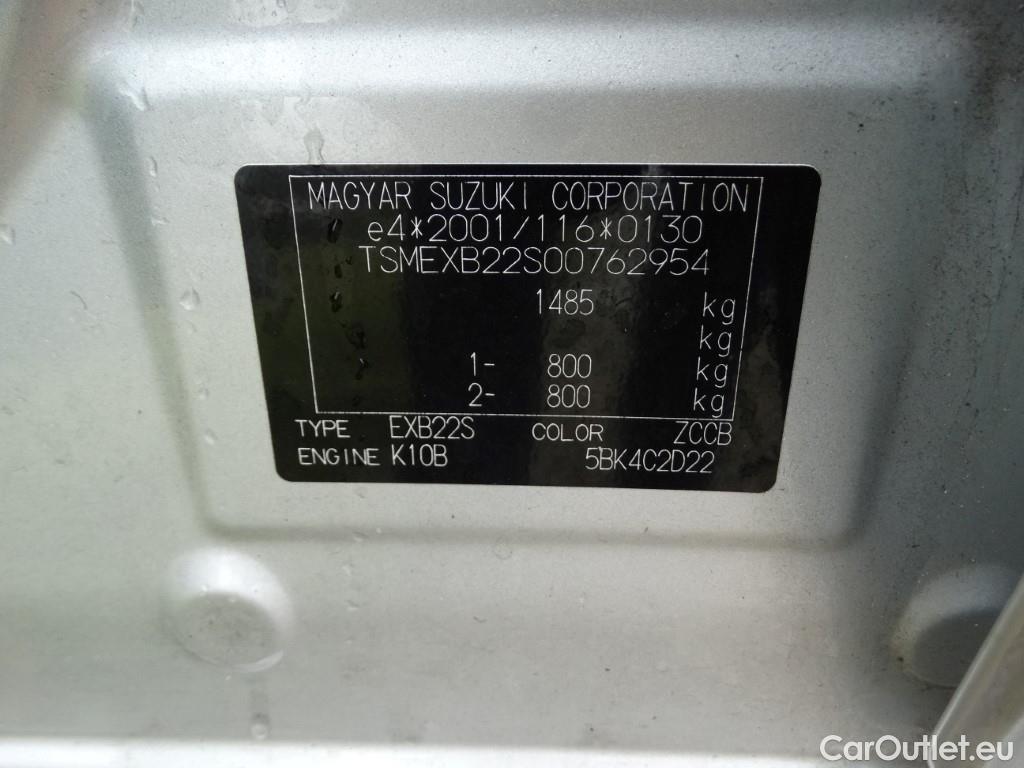 MAGYAR SUZUKI CORPORATION
e4*2001/116*0130
TSMEXB22S00762954
1485 kg
kg
1- 800 kg
2- 800 kg
TYPE EXB22S COLOR ZCCB
ENGINE K10B 5BK4C2D22
CarOutlet.eu